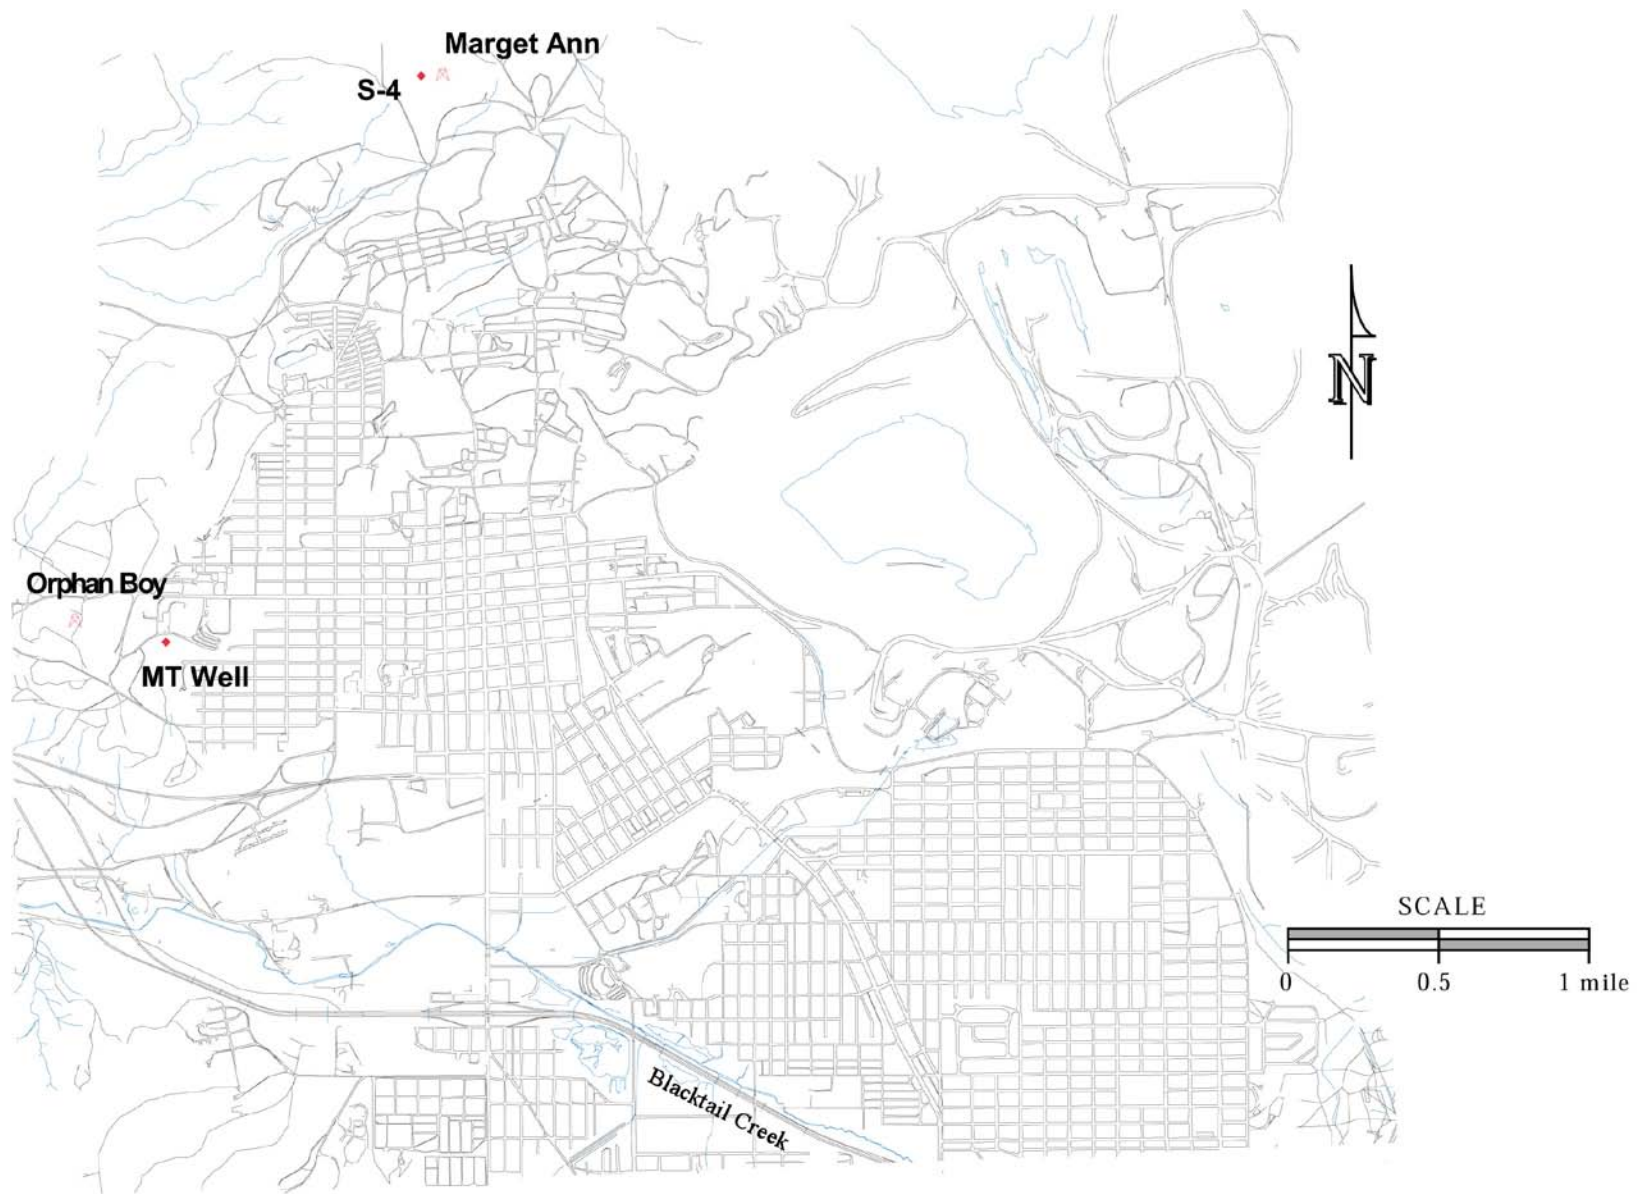 Marget Ann
S-4
N
Orphan Boy
MT Well
SCALE
0 0.5 1 mile
Blacktail Creek